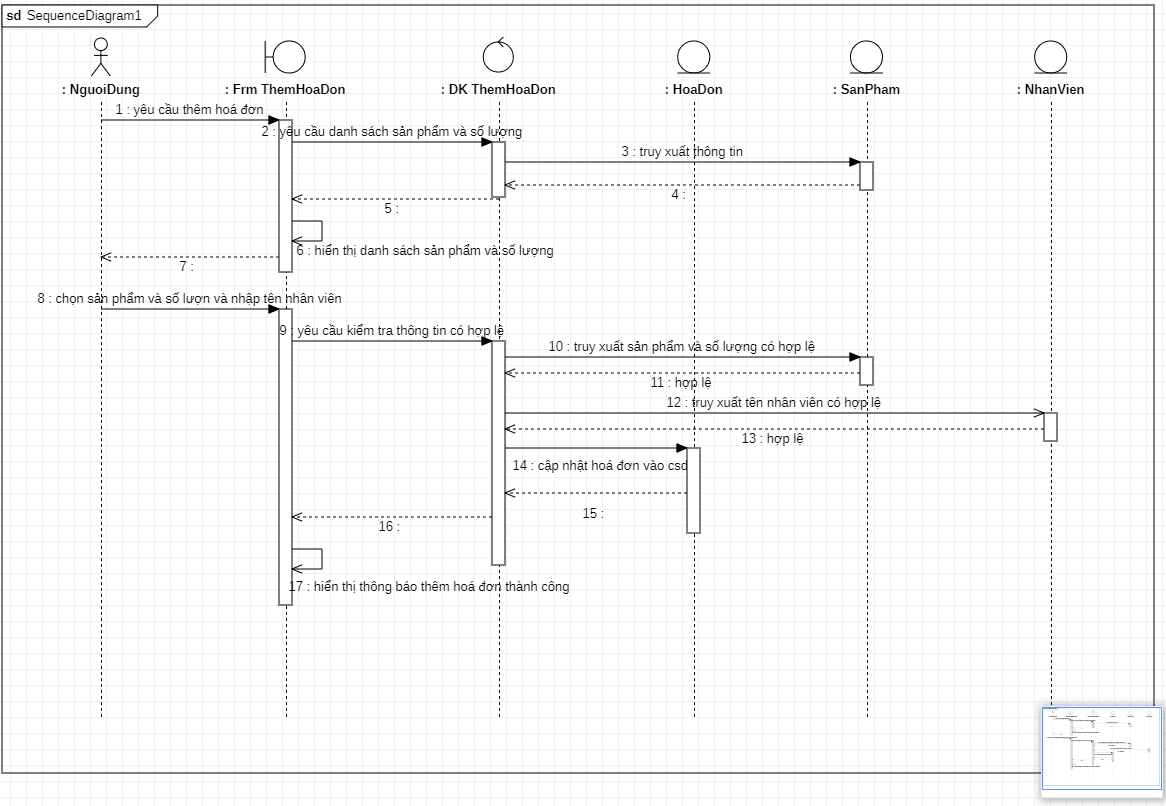 sd SequenceDiagram1
: NguoiDung
: Frm ThemHoaDon
: DK ThemHoaDon
: HoaDon
: SanPham
: NhanVien
1 : yêu cầu thêm hoá đơn
2 : yêu cầu danh sách sản phẩm và số lượng
3 : truy xuất thông tin
4 :
5 :
6 : hiển thị danh sách sản phẩm và số lượng
7 :
8 : chọn sản phẩm và số lượn và nhập tên nhân viên
9 : yêu cầu kiểm tra thông tin có hợp lệ
10 : truy xuất sản phẩm và số lượng có hợp lệ
11 : hợp lệ
12 : truy xuất tên nhân viên có hợp lệ
13 : hợp lệ
14 : cập nhật hoá đơn vào csd
15 :
16 :
17 : hiển thị thông báo thêm hoá đơn thành công